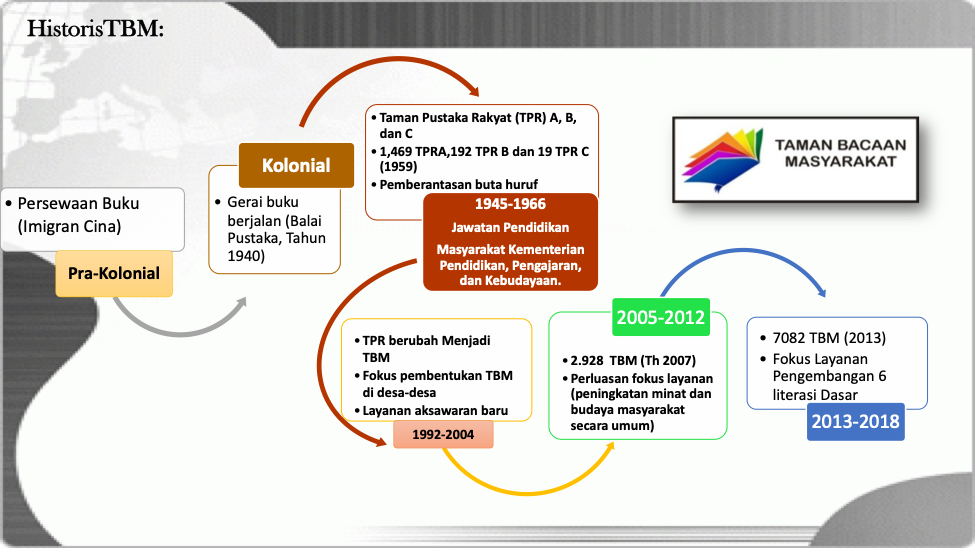 HistorisTBM:
• Persewaan Buku
(Imigran Cina)
Pra-Kolonial
Kolonial
• Gerai buku
berjalan (Balai
Pustaka, Tahun
1940)
• Taman Pustaka Rakyat (TPR) A, B,
dan C
• 1,469 TPRA,192 TPR B dan 19 TPR C
(1959)
• Pemberantasan buta huruf
1945-1966
Jawatan Pendidikan
Masyarakat Kementerian
Pendidikan, Pengajaran,
dan Kebudayaan.
TAMAN BACAAN
MASYARAKAT
• TPR berubah Menjadi
TBM
• Fokus pembentukan TBM
di desa-desa
• Layanan aksawaran baru
1992-2004
2005-2012
• 2.928 TBM (Th 2007)
• Perluasan fokus layanan
(peningkatan minat dan
budaya masyarakat
secara umum)
• 7082 TBM (2013)
• Fokus Layanan
Pengembangan 6
literasi Dasar
2013-2018